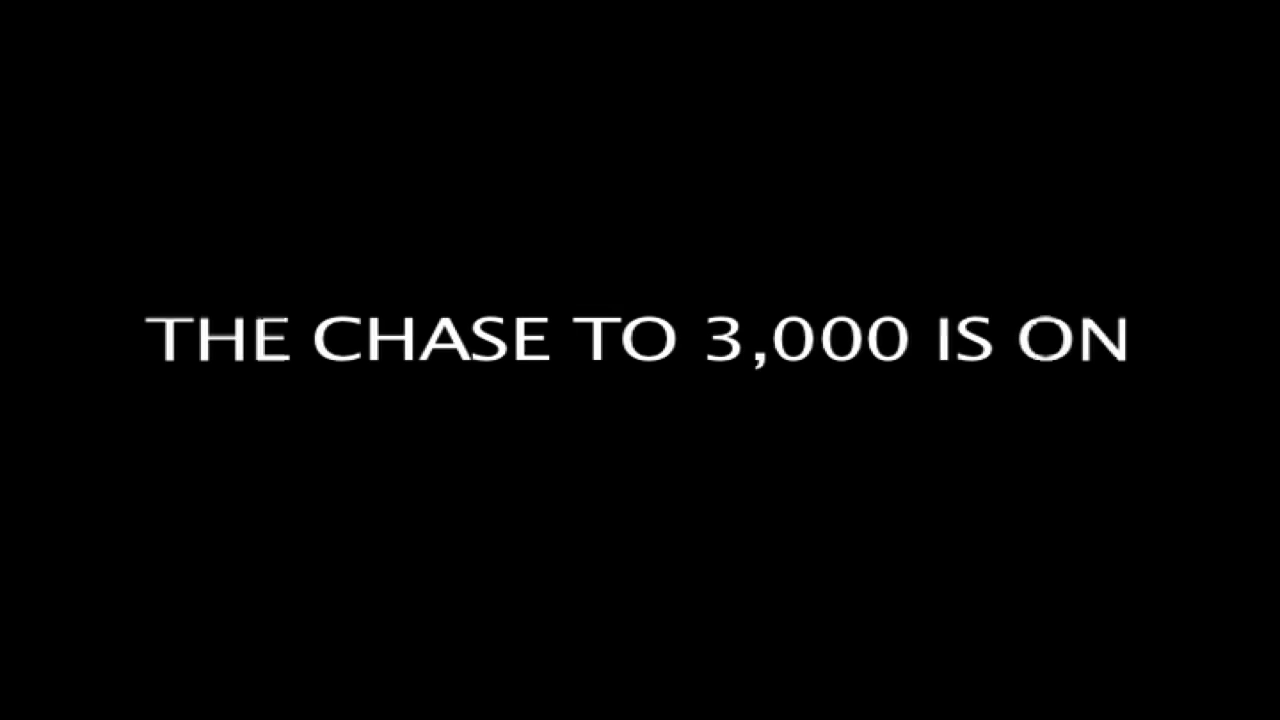 THE CHASE TO 3,000 IS ON